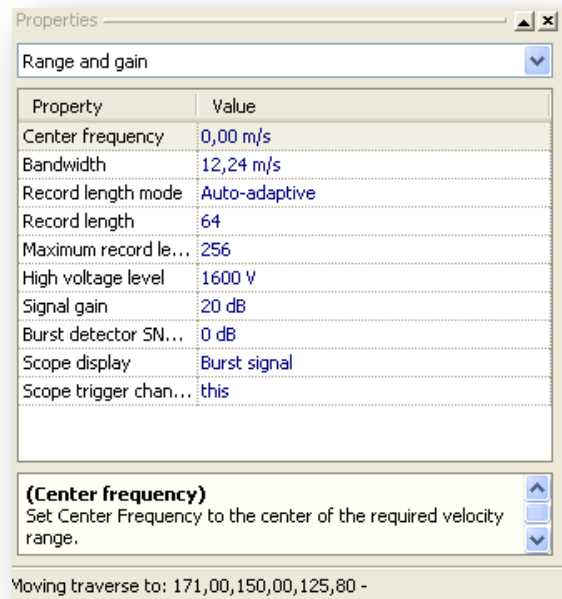 Properties
Range and gain
Property Value
Center frequency 0,00 m/s
Bandwidth 12,24 m/s
Record length mode Auto-adaptive
Record length 64
Maximum record le... 256
High voltage level 1600 V
Signal gain 20 dB
Burst detector SN... 0 dB
Scope display Burst signal
Scope trigger chan... this
(Center frequency)
Set Center Frequency to the center of the required velocity
range.
Moving traverse to: 171,00,150,00,125,80 -